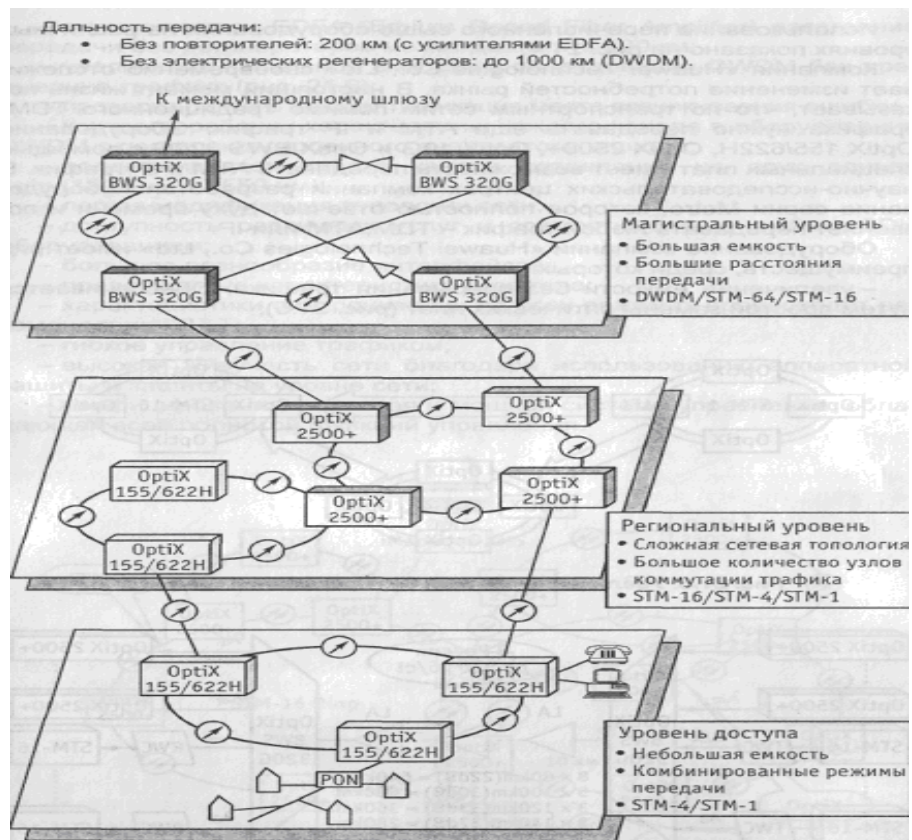 Дальность передачи:
• Без повторителей: 200 км (с усилителями EDFA).
• Без электрических регенераторов: до 1000 км (DWDM).
К международному шлюзу
OptiX
BWS 320G
OptiX
BWS 320G
OptiX
BWS 320G
OptiX
BWS 320G
Магистральный уровень
• Большая емкость
• Большие расстояния
передачи
• DWDM/STM-64/STM-16
OptiX
2500+
OptiX
2500+
OptiX
155/622H
OptiX
2500+
OptiX
2500+
OptiX
155/622H
Региональный уровень
• Сложная сетевая топология
• Большое количество узлов
коммутации трафика
• STM-16/STM-4/STM-1
OptiX
155/622H
OptiX
155/622H
OptiX
155/622H
PON
Уровень доступа
• Небольшая емкость
• Комбинированные режимы
передачи
• STM-4/STM-1